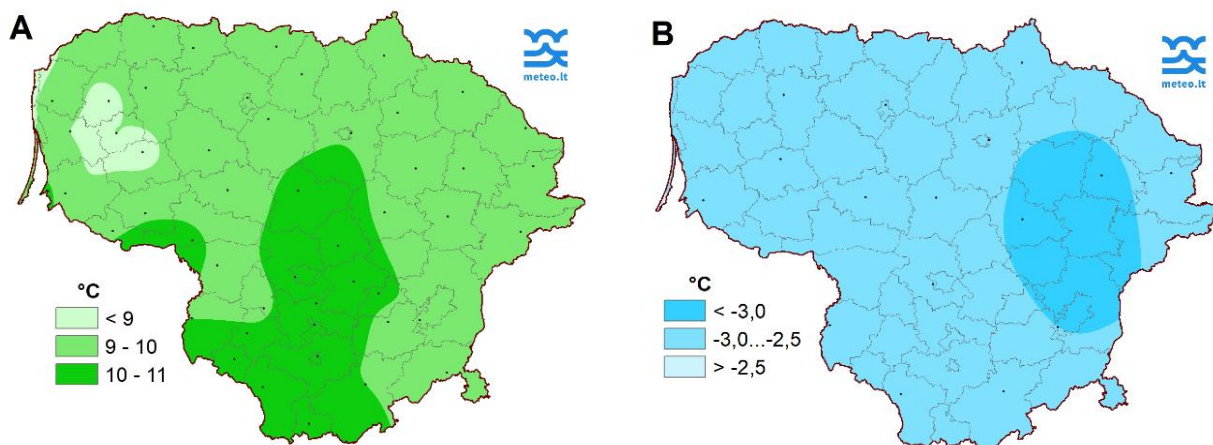 A
meteo.lt
°C
< 9
9 - 10
10 - 11
B
meteo.lt
°C
< -3,0
-3,0...-2,5
> -2,5